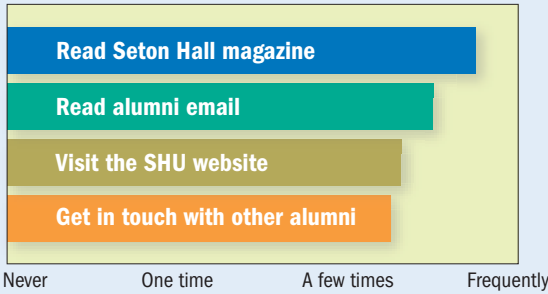 Read Seton Hall magazine
Read alumni email
Visit the SHU website
Get in touch with other alumni
Never One time A few times Frequently